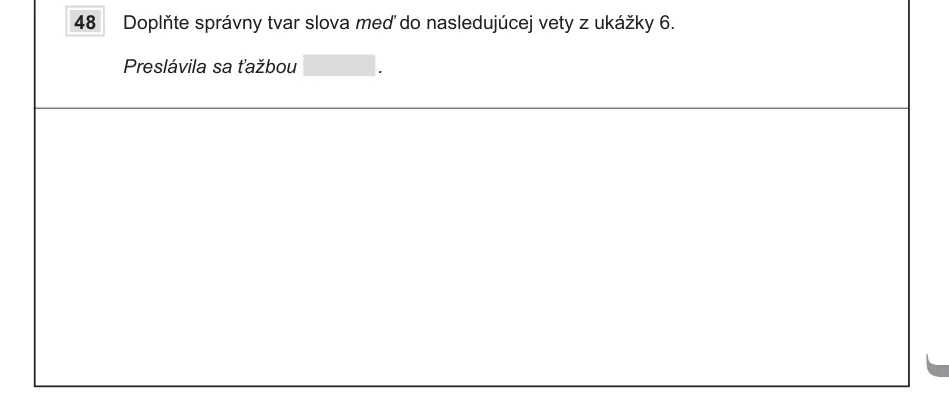 48 Doplňte správny tvar slova meď do nasledujúcej vety z ukážky 6.
Preslávila sa ťažbou .